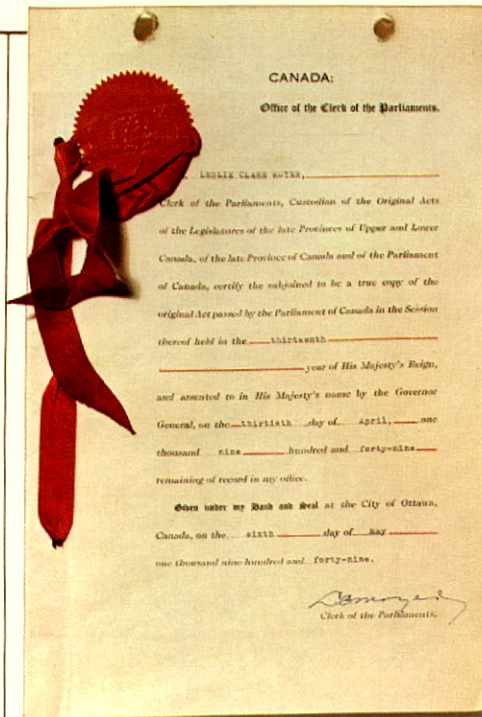 CANADA:
Office of the Clerk of the Parliaments.
LESLIE CLARE MOYER,
Clerk of the Parliaments, Custodian of the Original Acts
of the Legislatures of the late Provinces of Upper and Lower
Canada, of the late Province of Canada and of the Parliament
of Canada, certify the subjoined to be a true copy of the
original Act passed by the Parliament of Canada in the Session
thereof held in the thirteenth
year of His Majesty's Reign,
and assented to in His Majesty's name by the Governor
General, on the thirtieth day of April, one
thousand nine hundred and forty-nine
remaining of record in my office.
Given under my Hand and Seal at the City of Ottawa,
Canada, on the sixth day of May
one thousand nine hundred and forty-nine.
Clerk of the Parliaments.